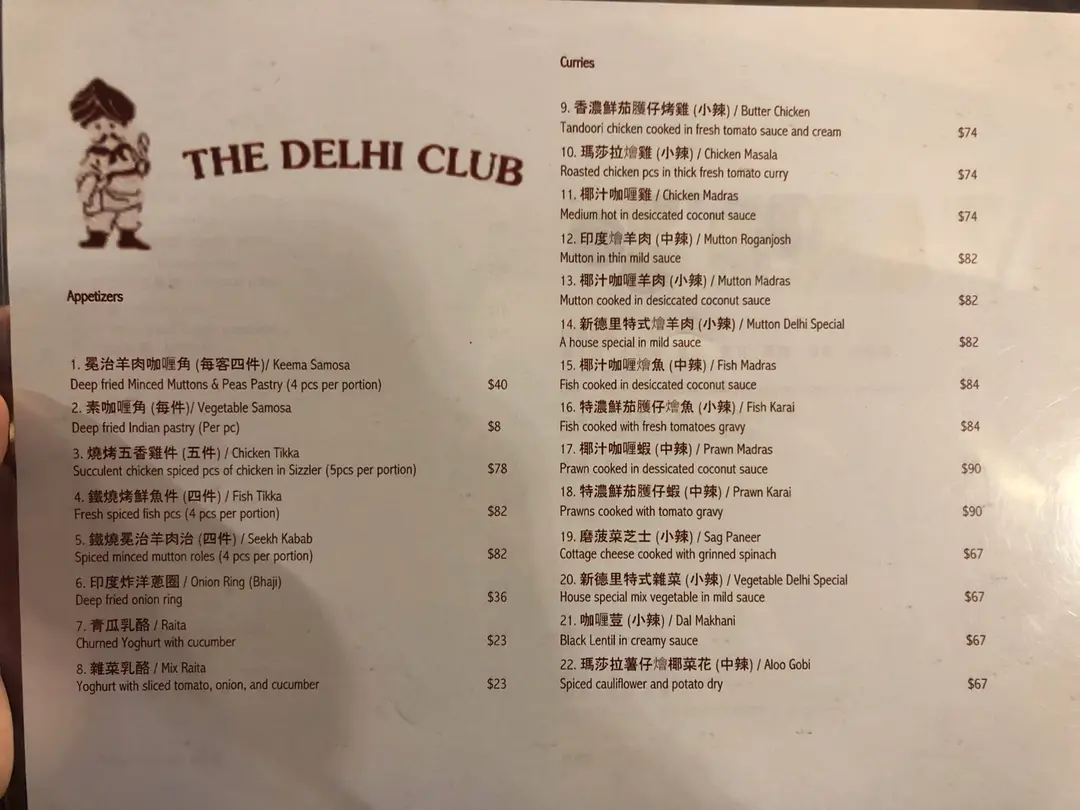 THE DELHI CLUB
Appetizers
1. 冕治羊肉咖喱角 (每客四件)/ Keema Samosa
Deep fried Minced Muttons & Peas Pastry (4 pcs per portion) $40
2. 素咖喱角 (每件)/ Vegetable Samosa
Deep fried Indian pastry (Per pc) $8
3. 燒烤五香雞件 (五件) / Chicken Tikka
Succulent chicken spiced pcs of chicken in Sizzler (5pcs per portion) $78
4. 鐵燒烤鮮魚件 (四件) / Fish Tikka
Fresh spiced fish pcs (4 pcs per portion) $82
5. 鐵燒冕治羊肉治 (四件) / Seekh Kabab
Spiced minced mutton roles (4 pcs per portion) $82
6. 印度炸洋蔥圈 / Onion Ring (Bhaji)
Deep fried onion ring $36
7. 青瓜乳酪 / Raita
Churned Yoghurt with cucumber $23
8. 雜菜乳酪 / Mix Raita
Yoghurt with sliced tomato, onion, and cucumber $23
Curries
9. 香濃鮮茄臒仔烤雞 (小辣) / Butter Chicken
Tandoori chicken cooked in fresh tomato sauce and cream $74
10. 瑪莎拉燴雞 (小辣) / Chicken Masala
Roasted chicken pcs in thick fresh tomato curry $74
11. 椰汁咖喱雞 / Chicken Madras
Medium hot in desiccated coconut sauce $74
12. 印度燴羊肉 (中辣) / Mutton Roganjosh
Mutton in thin mild sauce $82
13. 椰汁咖喱羊肉 (小辣) / Mutton Madras
Mutton cooked in desiccated coconut sauce $82
14. 新德里特式燴羊肉 (小辣) / Mutton Delhi Special
A house special in mild sauce $82
15. 椰汁咖喱燴魚 (中辣) / Fish Madras
Fish cooked in desiccated coconut sauce $84
16. 特濃鮮茄臒仔燴魚 (小辣) / Fish Karai
Fish cooked with fresh tomatoes gravy $84
17. 椰汁咖喱蝦 (中辣) / Prawn Madras
Prawn cooked in dessicated coconut sauce $90
18. 特濃鮮茄臒仔蝦 (中辣) / Prawn Karai
Prawns cooked with tomato gravy $90
19. 磨菠菜芝士 (小辣) / Sag Paneer
Cottage cheese cooked with grinned spinach $67
20. 新德里特式雜菜 (小辣) / Vegetable Delhi Special
House special mix vegetable in mild sauce $67
21. 咖喱荳 (小辣) / Dal Makhani
Black Lentil in creamy sauce $67
22. 瑪莎拉薯仔燴椰菜花 (中辣) / Aloo Gobi
Spiced cauliflower and potato dry $67